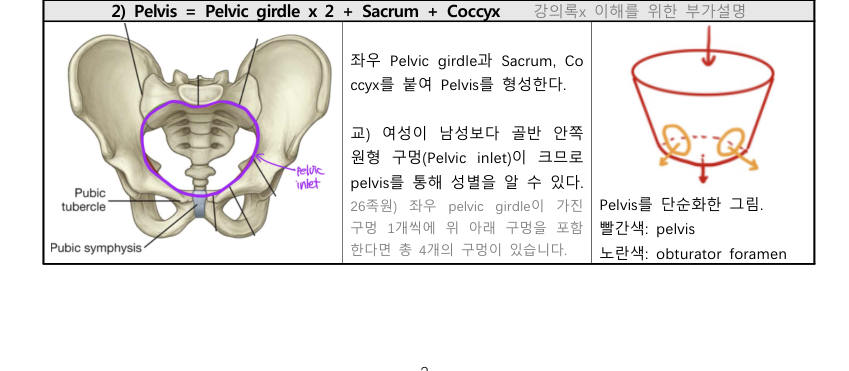 2) Pelvis = Pelvic girdle x 2 + Sacrum + Coccyx 강의록x 이해를 위한 부가설명
Pelvic
inlet
Pubic
tubercle
Pubic symphysis
좌우 Pelvic girdle과 Sacrum, Co
ccyx를 붙여 Pelvis를 형성한다.
교) 여성이 남성보다 골반 안쪽
원형 구멍(Pelvic inlet)이 크므로
pelvis를 통해 성별을 알 수 있다.
26족원) 좌우 pelvic girdle이 가진
구멍 1개씩에 위 아래 구멍을 포함
한다면 총 4개의 구멍이 있습니다.
Pelvis를 단순화한 그림.
빨간색: pelvis
노란색: obturator foramen